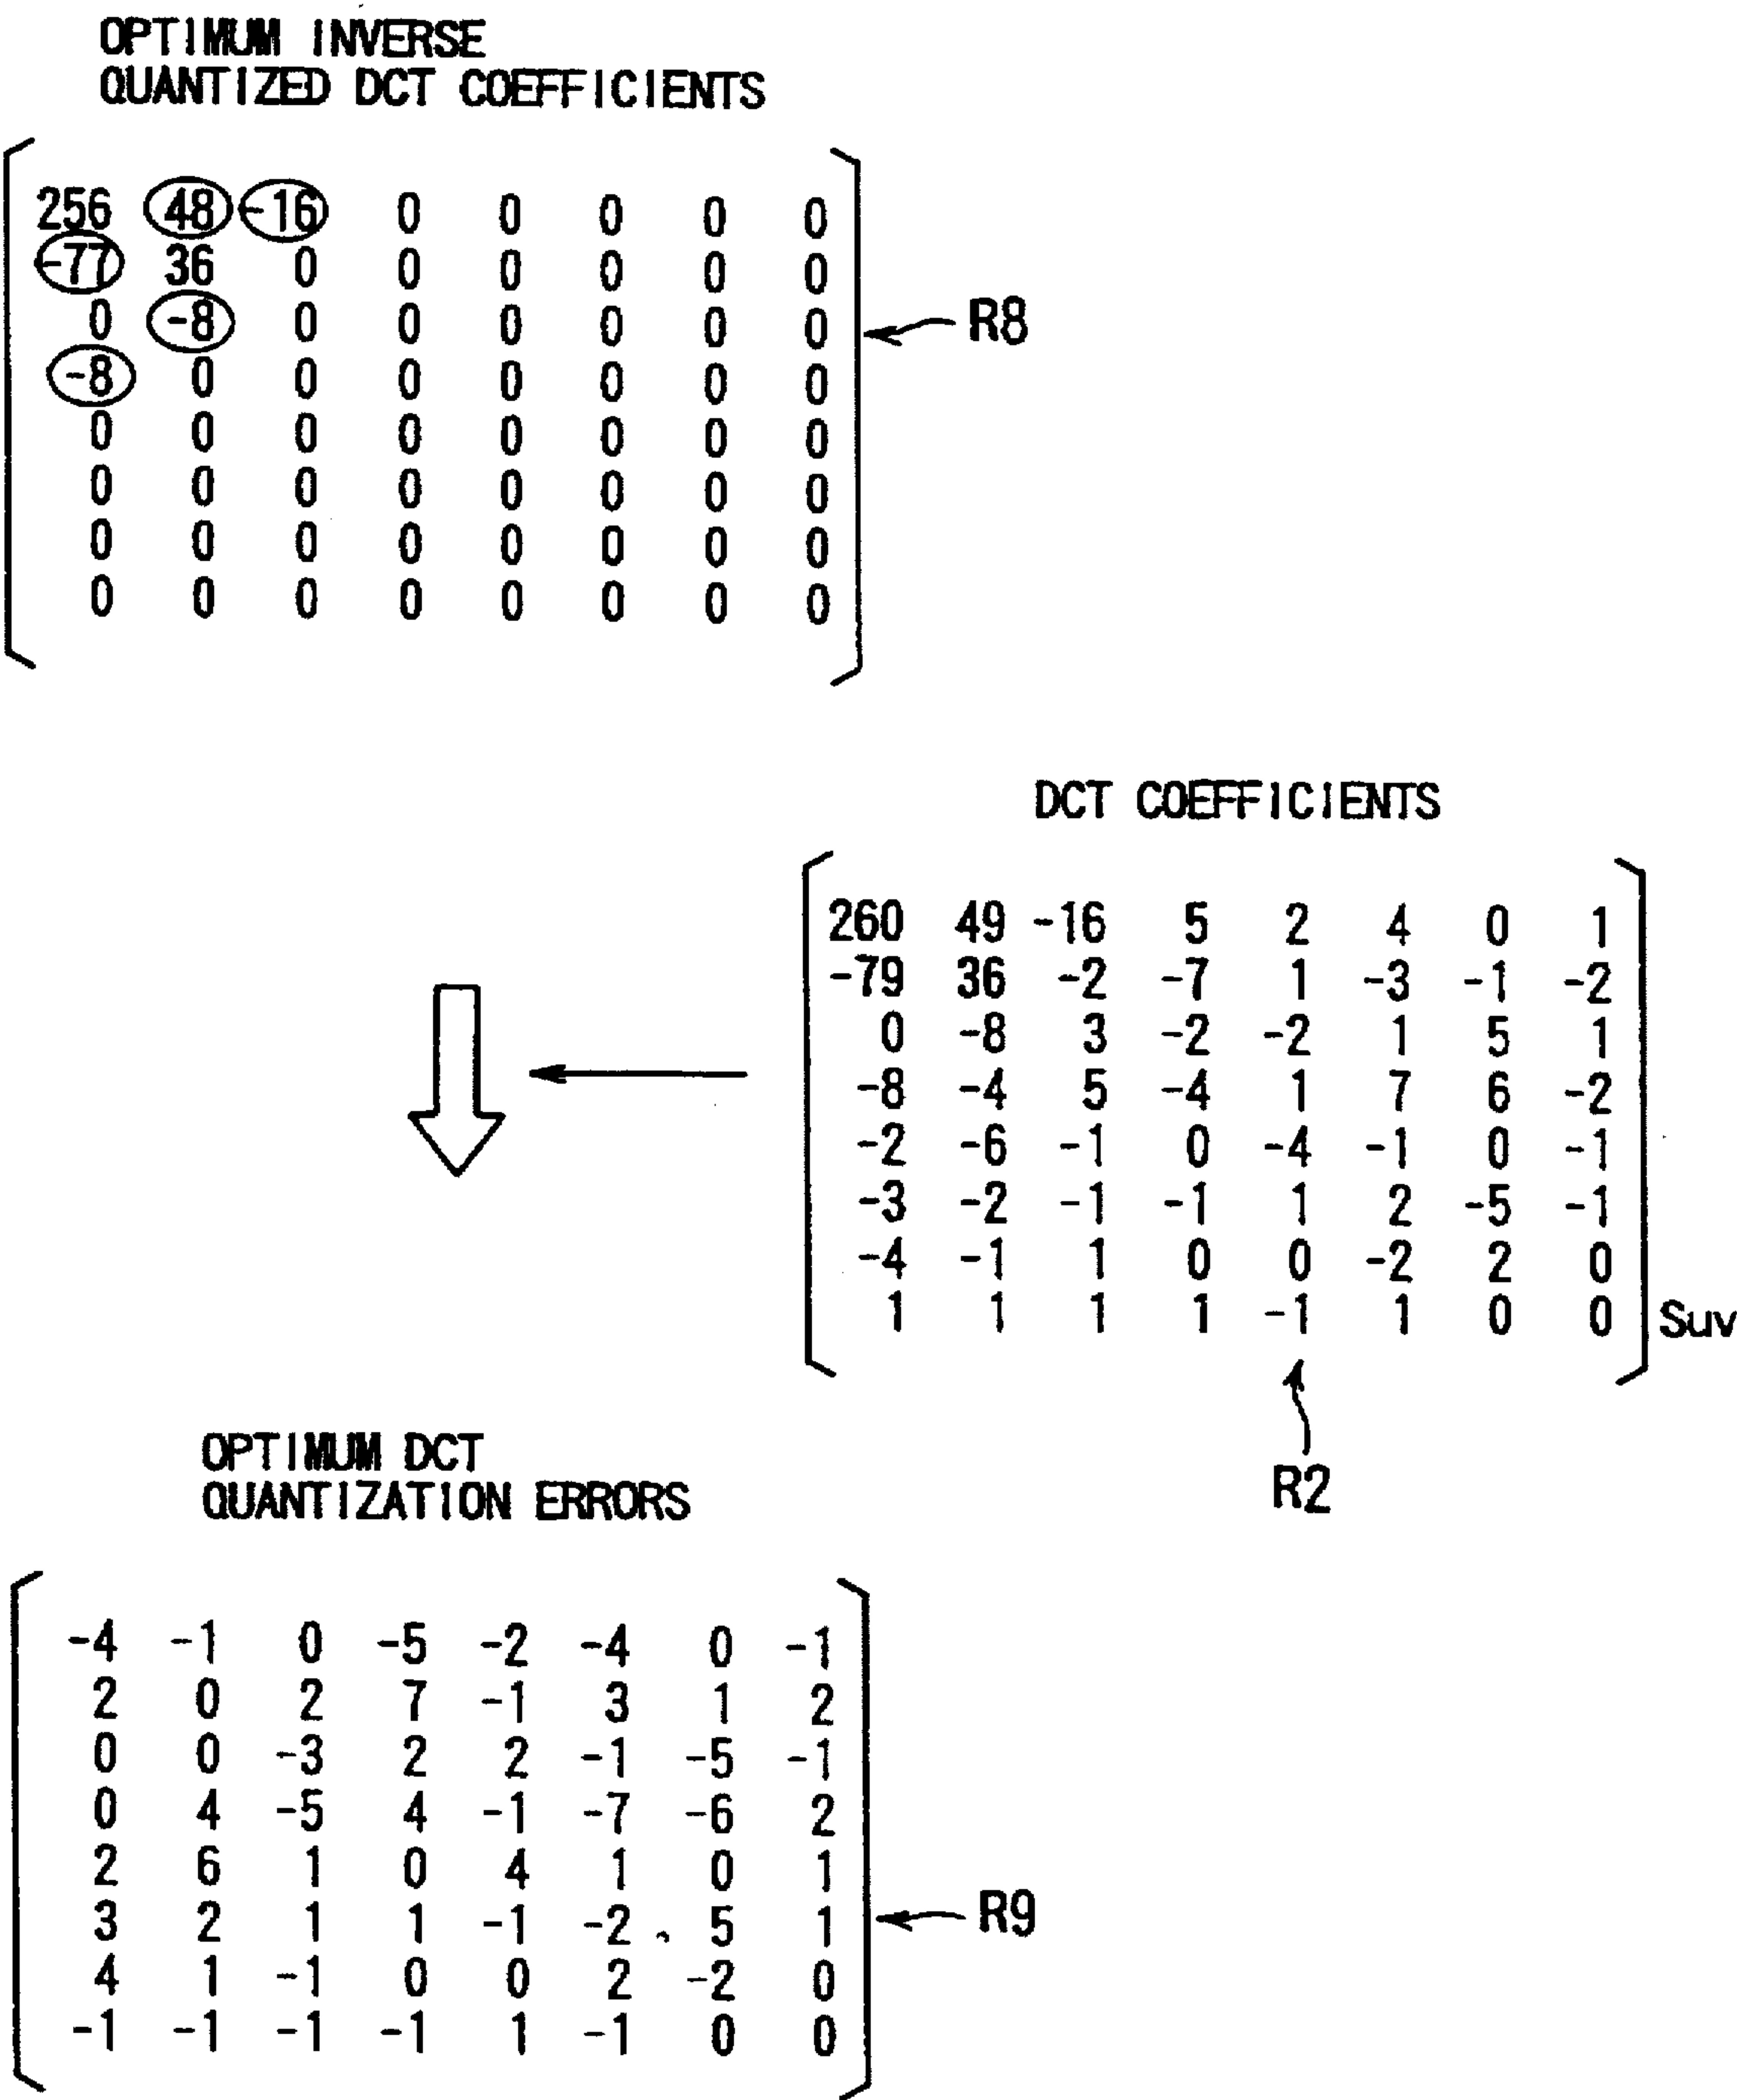 OPTIMUM INVERSE
QUANTIZED DCT COEFFICIENTS
256 48 -16 0 0 0 0 0
-77 36 0 0 0 0 0 0
0 -8 0 0 0 0 0 0
R8
-8 0 0 0 0 0 0 0
0 0 0 0 0 0 0 0
0 0 0 0 0 0 0 0
0 0 0 0 0 0 0 0
0 0 0 0 0 0 0 0
DCT COEFFICIENTS
260 49 -16 5 2 4 0 1
-79 36 -2 -7 1 -3 -1 -2
0 -8 3 -2 -2 1 5 1
-8 -4 5 -4 1 7 6 -2
-2 -6 -1 0 -4 -1 0 -1
-3 -2 -1 -1 1 2 -5 -1
-4 -1 1 0 0 -2 2 0
1 1 1 1 -1 1 0 0
Suv
R2
OPTIMUM DCT
QUANTIZATION ERRORS
-4 -1 0 -5 -2 -4 0 -1
2 0 2 7 -1 3 1 2
0 0 -3 2 2 -1 -5 -1
0 4 -5 4 -1 -7 -6 2
2 6 1 0 4 1 0 1
3 2 1 1 -1 -2 5 1
R9
4 1 -1 0 0 2 -2 0
-1 -1 -1 -1 1 -1 0 0